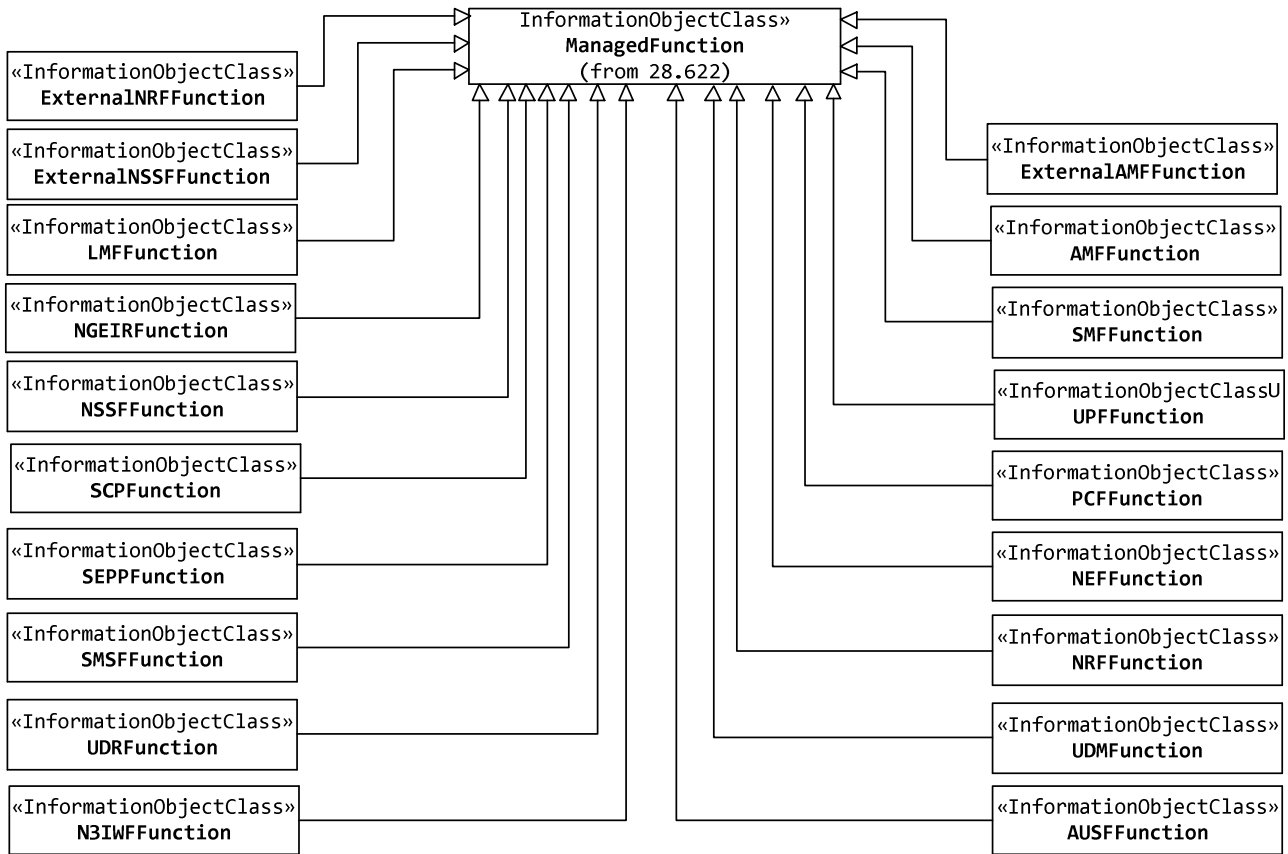 InformationObjectClass»
ManagedFunction
(from 28.622)
«InformationObjectClass»
ExternalNRFFunction
«InformationObjectClass»
ExternalNSSFFunction
«InformationObjectClass»
LMFFunction
«InformationObjectClass»
NGEIRFunction
«InformationObjectClass»
NSSFFunction
«InformationObjectClass»
SCPFunction
«InformationObjectClass»
SEPPFunction
«InformationObjectClass»
SMSFFunction
«InformationObjectClass»
UDRFunction
«InformationObjectClass»
N3IWFFunction
«InformationObjectClass»
ExternalAMFFunction
«InformationObjectClass»
AMFFunction
«InformationObjectClass»
SMFFunction
«InformationObjectClassU
UPFFunction
«InformationObjectClass»
PCFFunction
«InformationObjectClass»
NEFFunction
«InformationObjectClass»
NRFFunction
«InformationObjectClass»
UDMFunction
«InformationObjectClass»
AUSFFunction